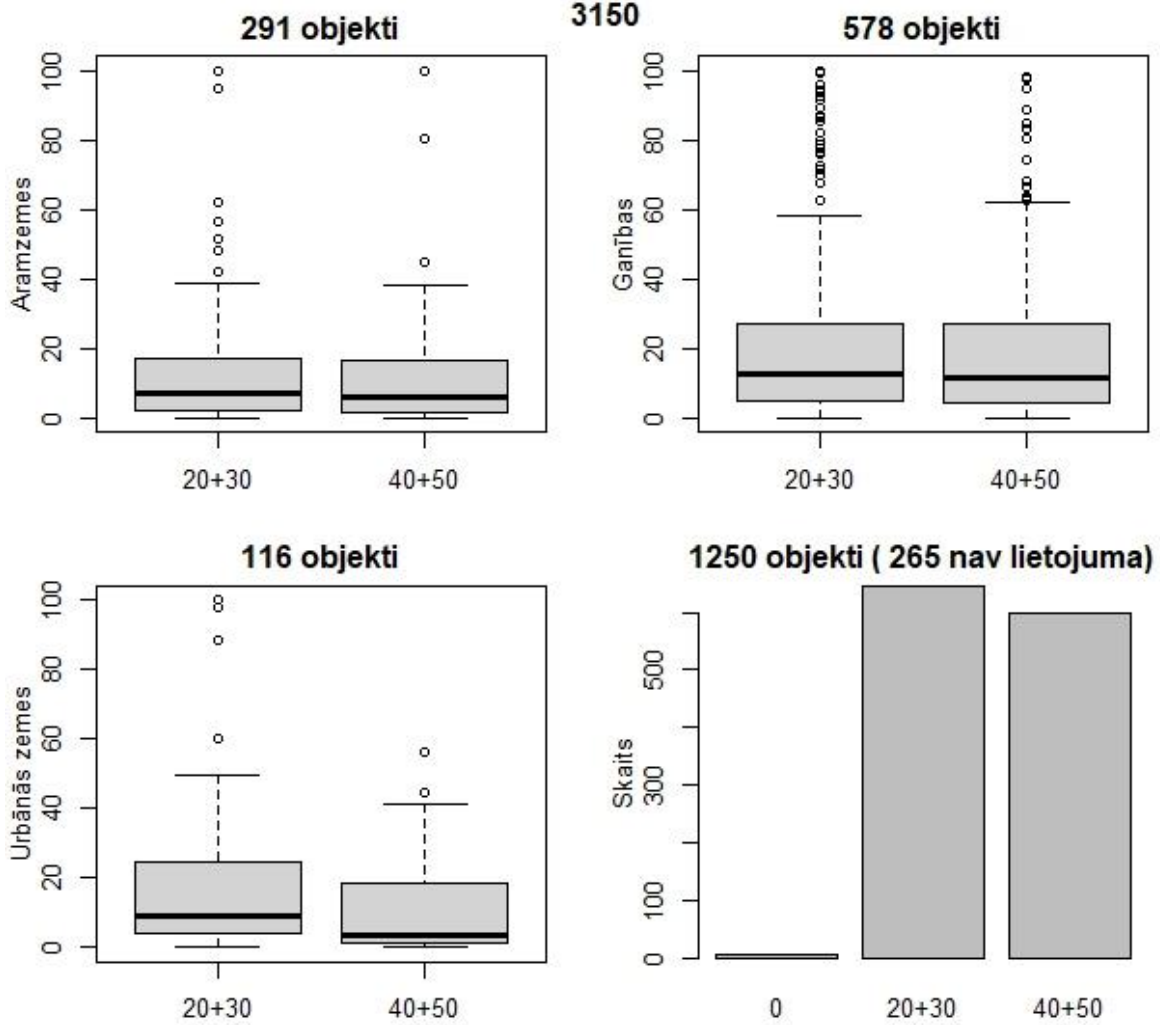 3150
291 objekti
Aramzemes
0 20 40 60 80 100
20+30 40+50
578 objekti
Ganības
0 20 40 60 80 100
20+30 40+50
116 objekti
Urbānās zemes
0 20 40 60 80 100
20+30 40+50
1250 objekti ( 265 nav lietojuma)
Skaits
0 100 300 500
0 20+30 40+50